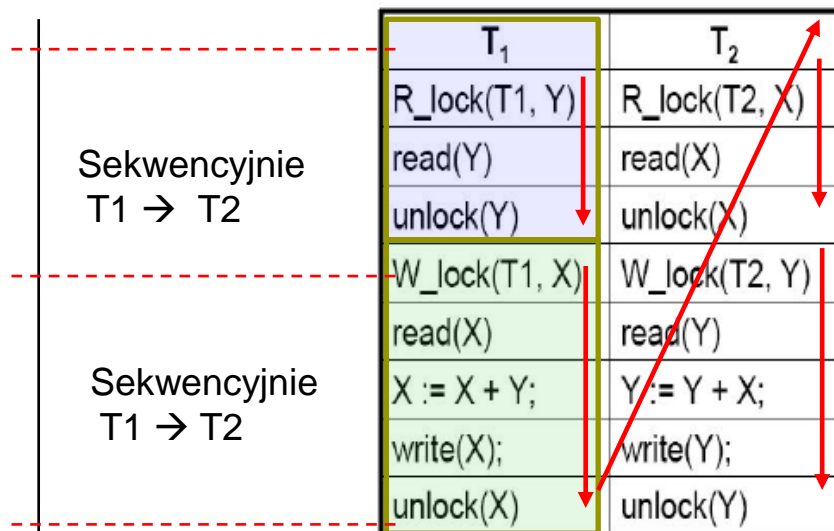 T₁ T₂
R_lock(T1, Y) R_lock(T2, X)
read(Y) read(X)
unlock(Y) unlock(X)
W_lock(T1, X) W_lock(T2, Y)
read(X) read(Y)
X := X + Y; Y := Y + X;
write(X); write(Y);
unlock(X) unlock(Y)
Sekwencyjnie
T1 → T2
Sekwencyjnie
T1 → T2